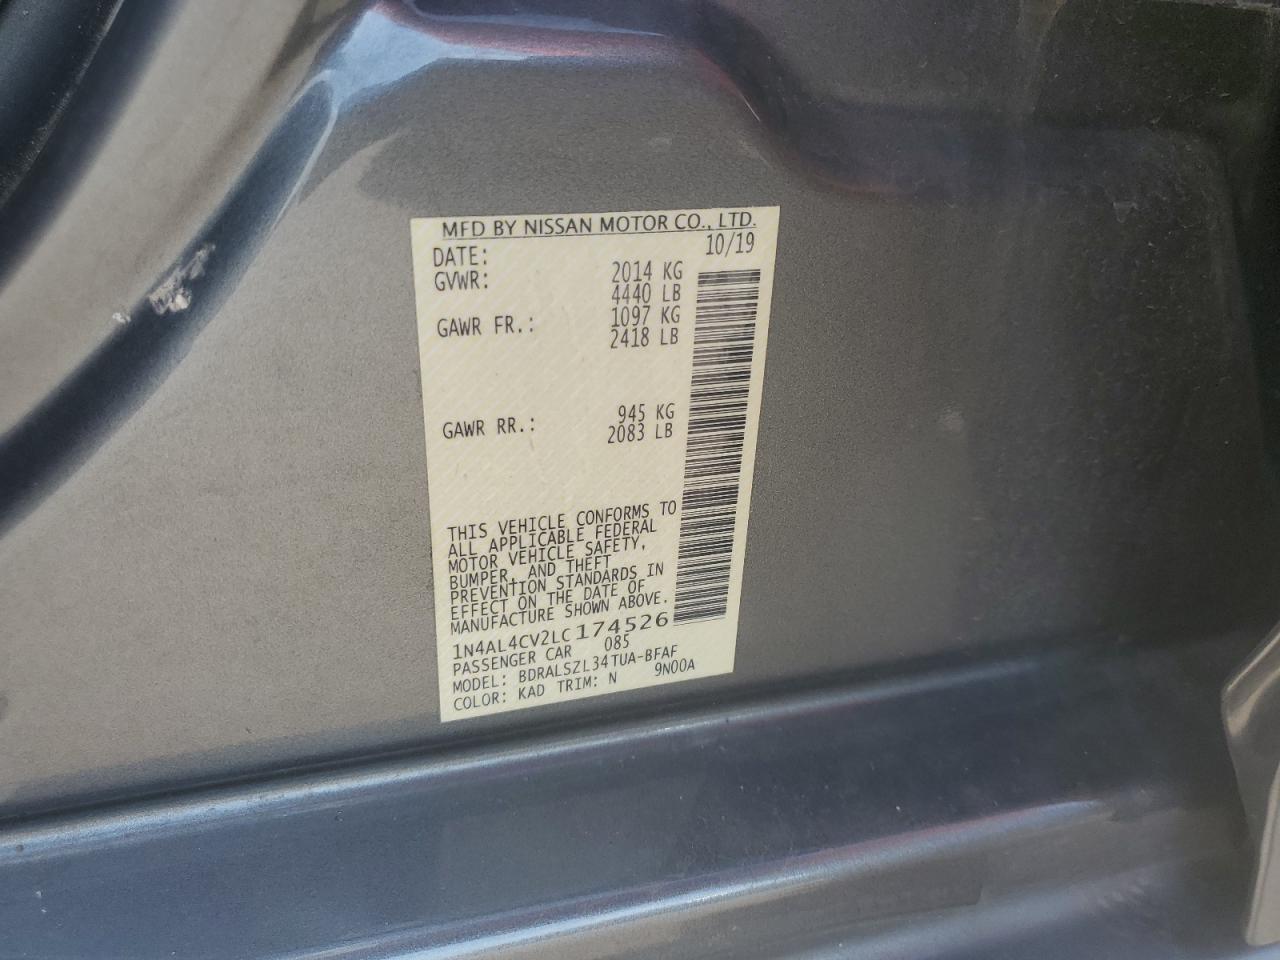 MFD BY NISSAN MOTOR CO., LTD.
DATE: 10/19
GVWR: 2014 KG
4440 LB
GAWR FR.: 1097 KG
2418 LB
GAWR RR.: 945 KG
2083 LB
THIS VEHICLE CONFORMS TO
ALL APPLICABLE FEDERAL
MOTOR VEHICLE SAFETY,
BUMPER, AND THEFT
PREVENTION STANDARDS IN
EFFECT ON THE DATE OF
MANUFACTURE SHOWN ABOVE.
1N4AL4CV2LC174526
PASSENGER CAR 085
MODEL: BDRALSZL34TUA-BFAF
COLOR: KAD TRIM: N 9N00A